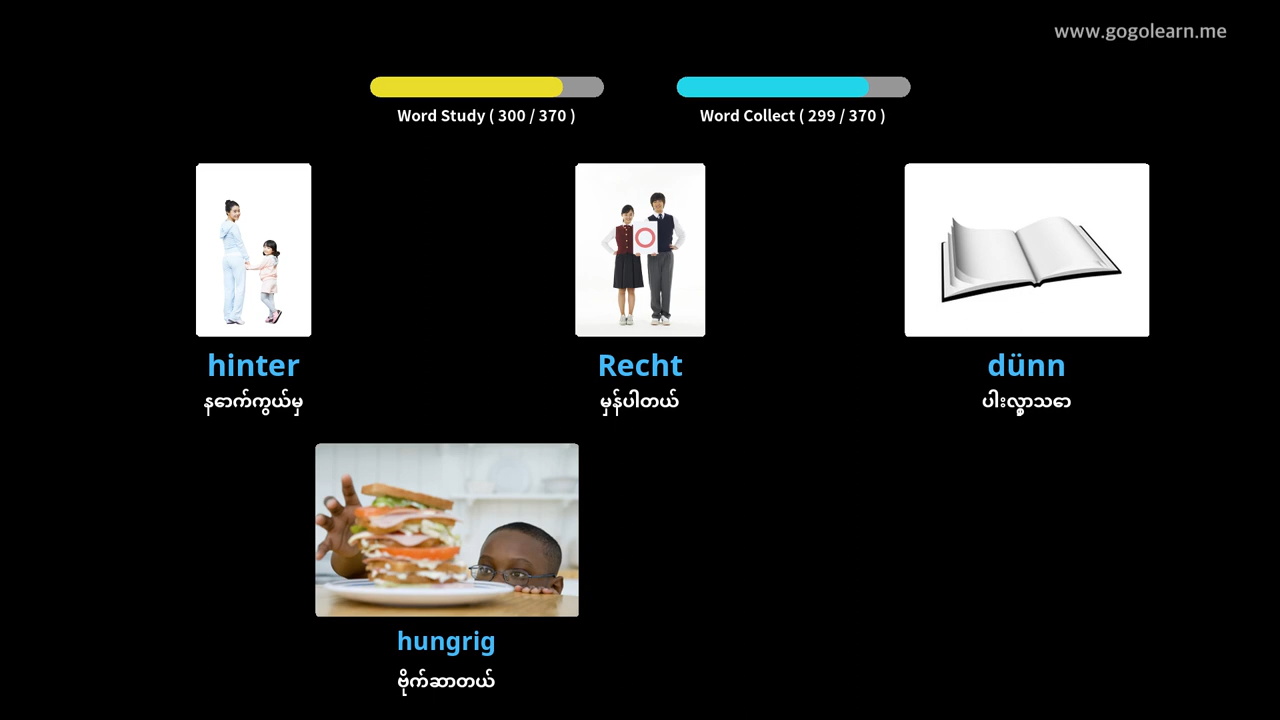 www.gogolearn.me
Word Study ( 300 / 370 )
Word Collect ( 299 / 370 )
hinter
နောက်ကွယ်မှ
Recht
မှန်ပါတယ်
dünn
ပါးလွှာသော
hungrig
ဗိုက်ဆာတယ်